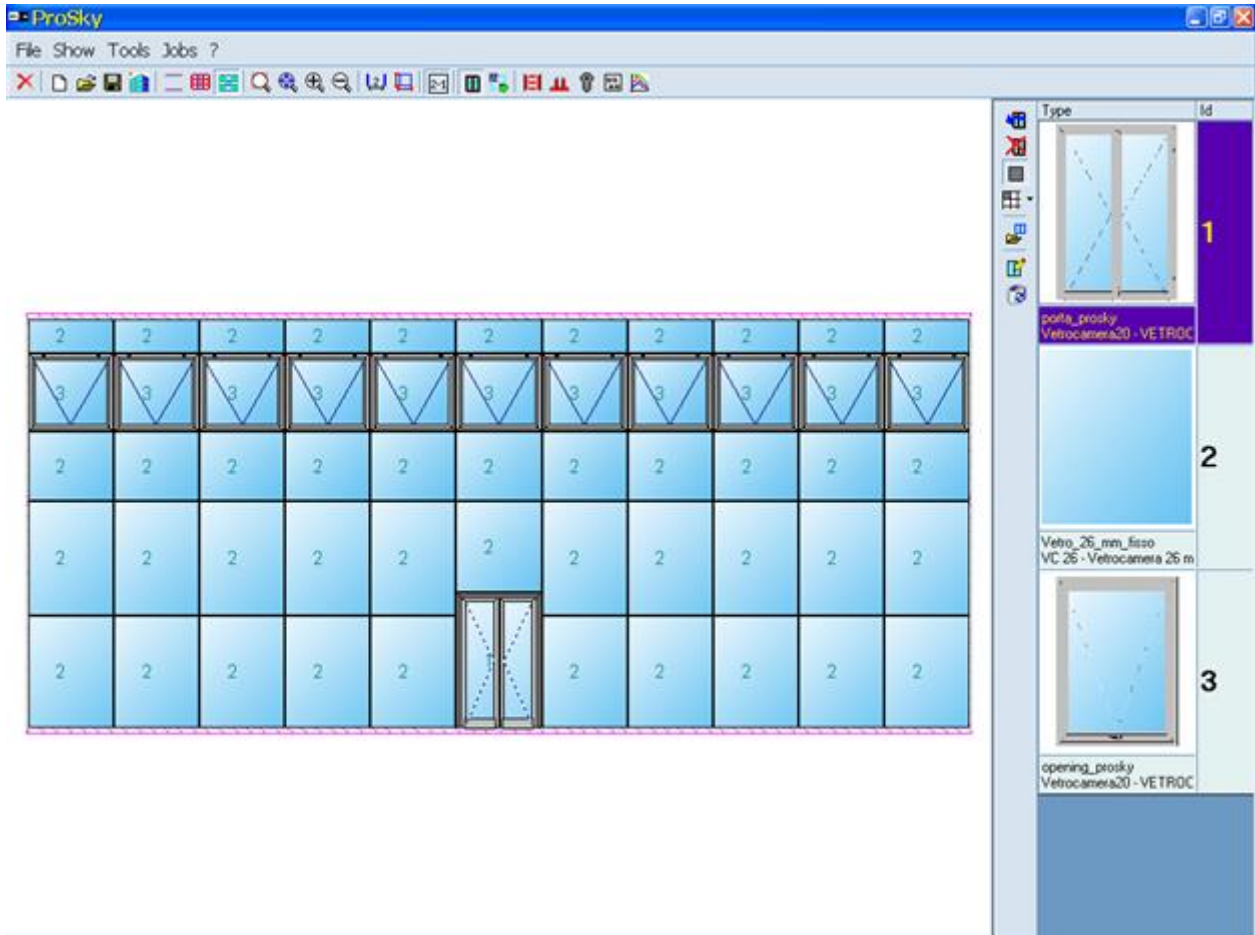 ProSky
File Show Tools Jobs ?
Type Id
1
porta_prosky
Vetrocamera20 - VETROC
2
Vetro_26_mm_fisso
VC 26 - Vetrocamera 26 m
3
opening_prosky
Vetrocamera20 - VETROC
2 2 2 2 2 2 2 2 2 2 2
3 3 3 3 3 3 3 3 3 3 3
2 2 2 2 2 2 2 2 2 2 2
2 2 2 2 2 2 2 2 2 2 2
2 2 2 2 2 2 2 2 2 2